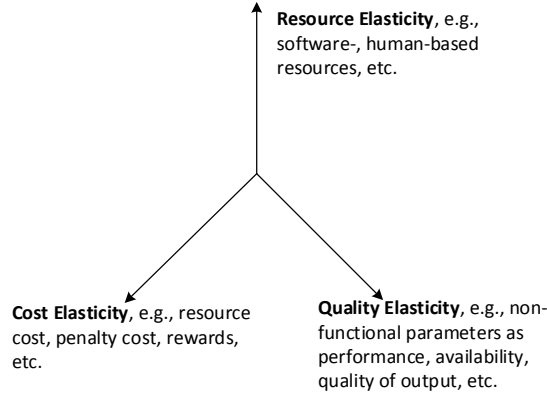 Resource Elasticity, e.g.,
software-, human-based
resources, etc.
Cost Elasticity, e.g., resource
cost, penalty cost, rewards,
etc.
Quality Elasticity, e.g., non-
functional parameters as
performance, availability,
quality of output, etc.